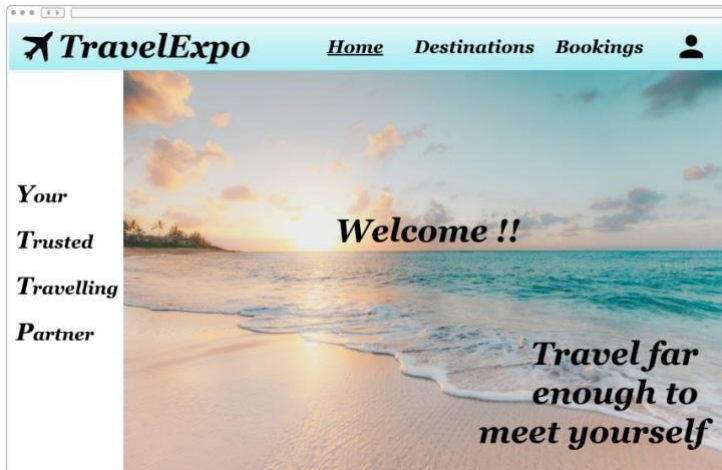 TravelExpo
Home Destinations Bookings
Your
Trusted
Travelling
Partner
Welcome !!
Travel far
enough to
meet yourself